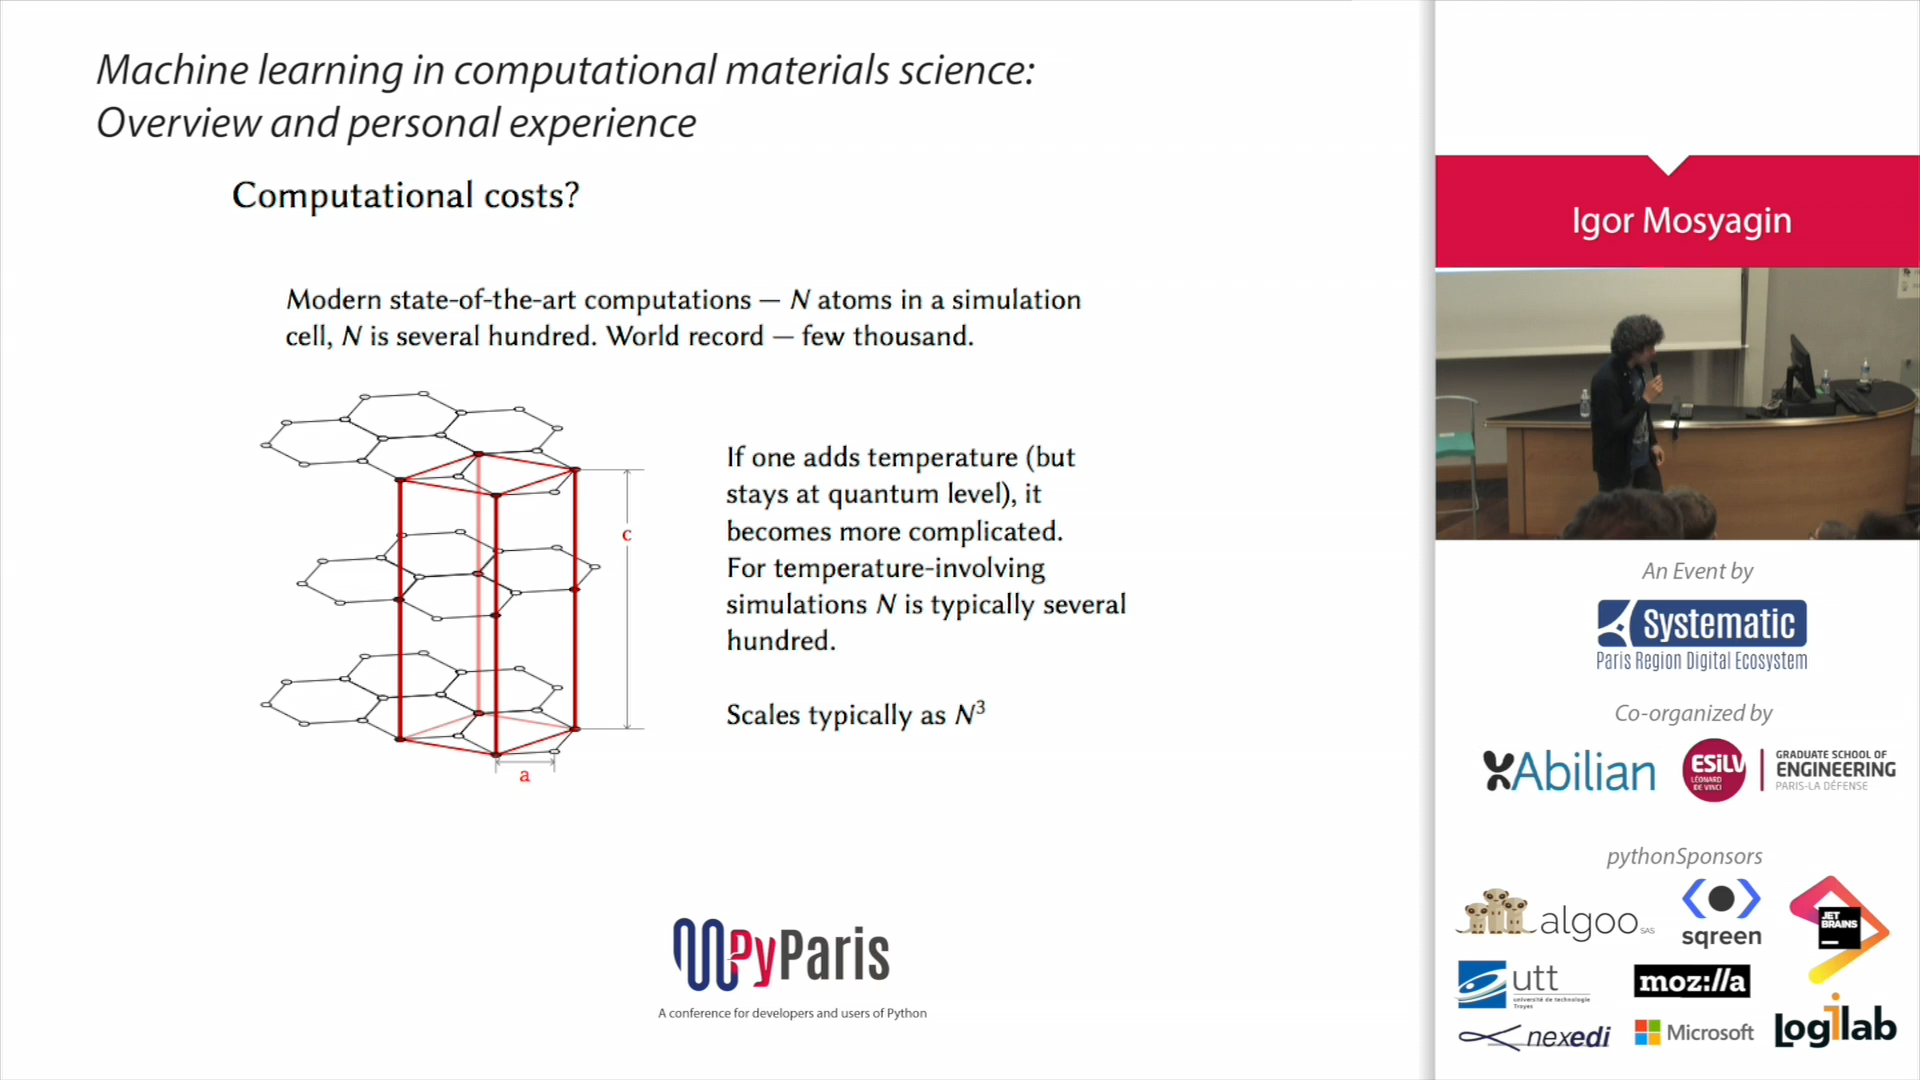 Machine learning in computational materials science:
Overview and personal experience
Computational costs?
Modern state-of-the-art computations — N atoms in a simulation
cell, N is several hundred. World record — few thousand.
c
a
If one adds temperature (but
stays at quantum level), it
becomes more complicated.
For temperature-involving
simulations N is typically several
hundred.
Scales typically as N³
PyParis
A conference for developers and users of Python
Igor Mosyagin
An Event by
Systematic
Paris Region Digital Ecosystem
Co-organized by
Abilian
ESILV
LÉONARD
DE VINCI
GRADUATE SCHOOL OF
ENGINEERING
PARIS-LA DÉFENSE
pythonSponsors
algoo SAS
sqreen
JET
BRAINS
utt
université de technologie
Troyes
moz://a
nexedi
Microsoft
logilab